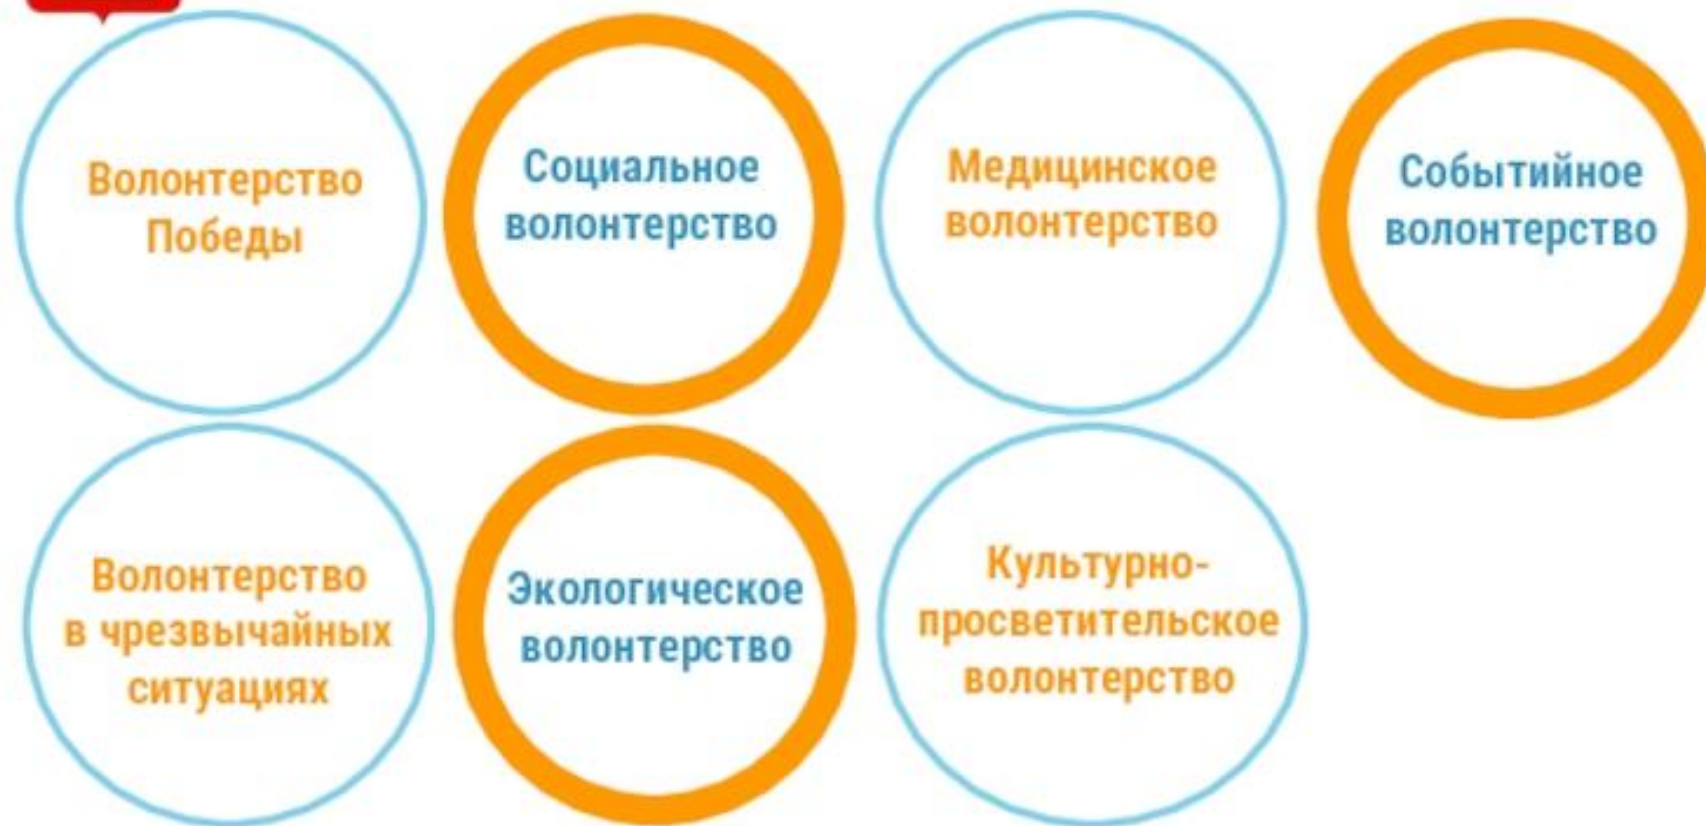 Волонтерство
Победы
Социальное
волонтерство
Медицинское
волонтерство
Событийное
волонтерство
Волонтерство
в чрезвычайных
ситуациях
Экологическое
волонтерство
Культурно-
просветительское
волонтерство